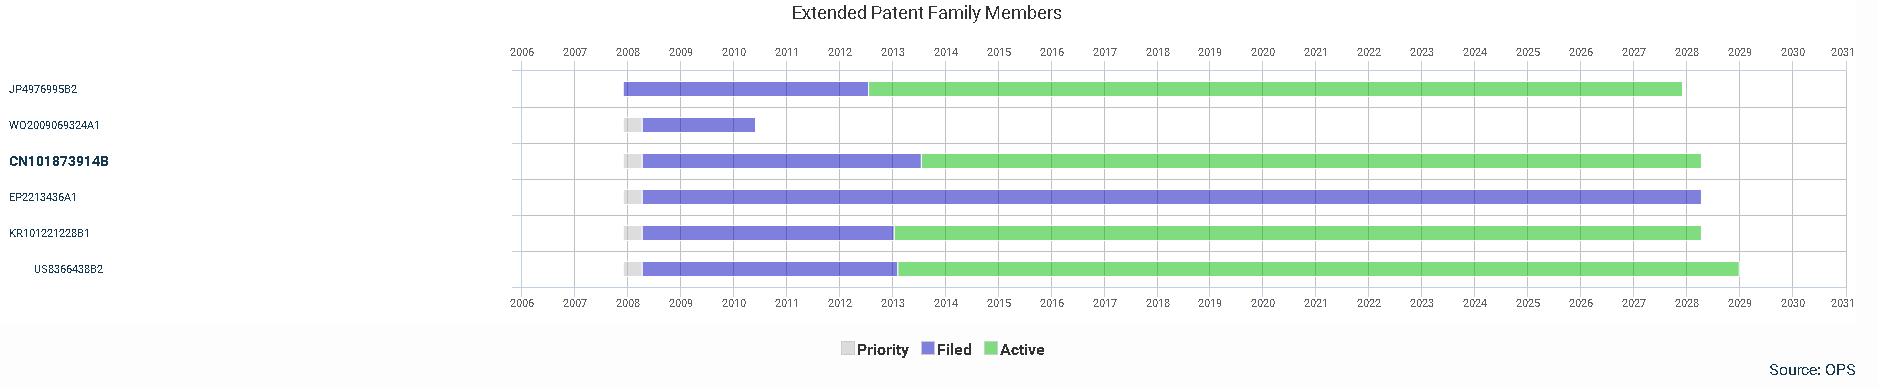 Extended Patent Family Members
2006 2007 2008 2009 2010 2011 2012 2013 2014 2015 2016 2017 2018 2019 2020 2021 2022 2023 2024 2025 2026 2027 2028 2029 2030 2031
JP4976995B2
WO2009069324A1
CN101873914B
EP2213436A1
KR101221228B1
US8366438B2
2006 2007 2008 2009 2010 2011 2012 2013 2014 2015 2016 2017 2018 2019 2020 2021 2022 2023 2024 2025 2026 2027 2028 2029 2030 2031
Priority Filed Active
Source: OPS